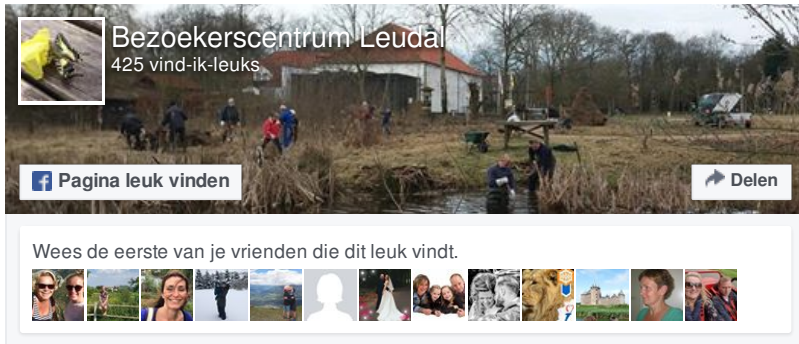 Bezoekerscentrum Leudal
425 vind-ik-leuks
Pagina leuk vinden
Delen
Wees de eerste van je vrienden die dit leuk vindt.